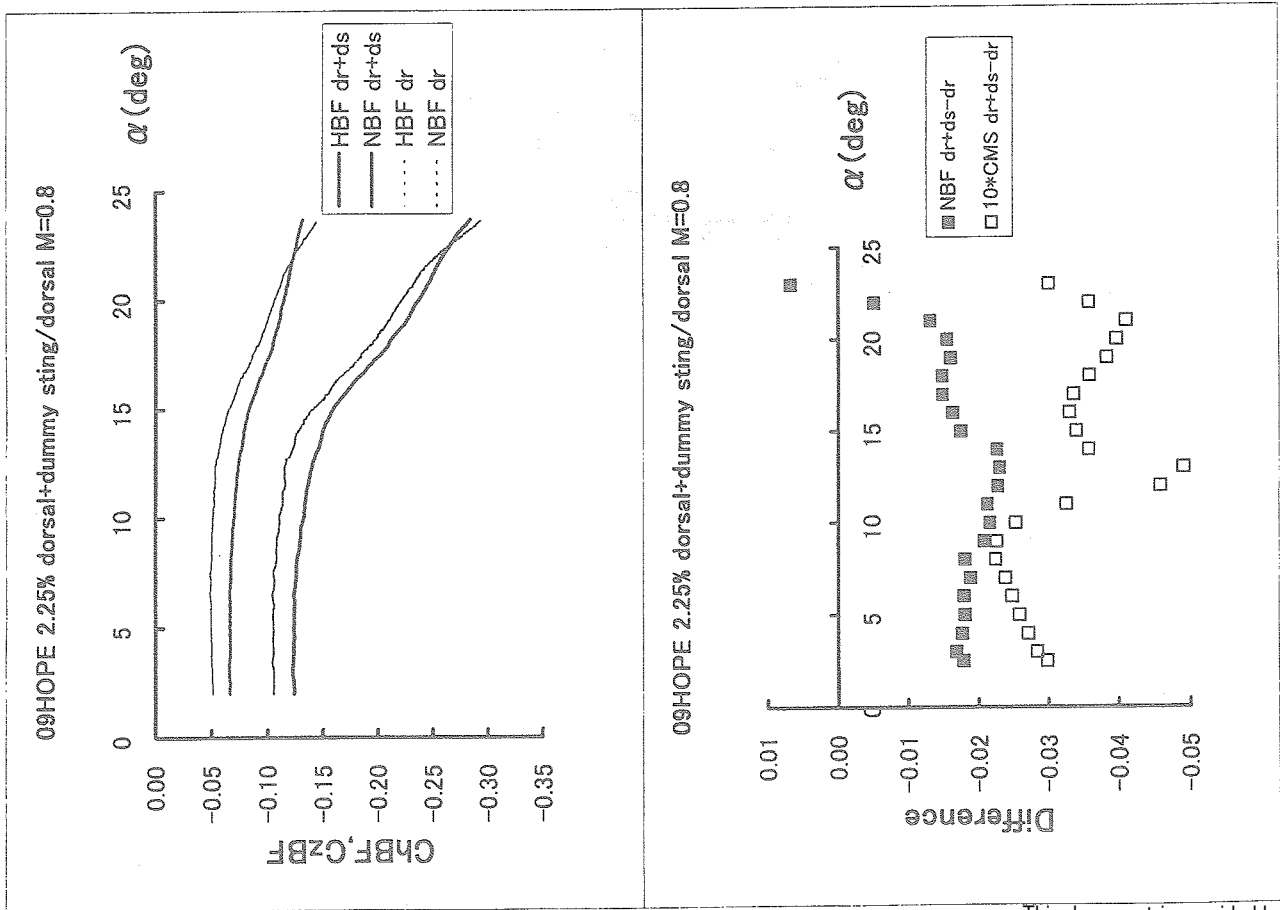 09HOPE 2.25% dorsal+dummy sting/dorsal M=0.8
α(deg)
0 5 10 15 20 25
0.00
-0.05
-0.10
-0.15
-0.20
-0.25
-0.30
-0.35
ChBF,CzBF
HBF dr+ds
NBF dr+ds
HBF dr
NBF dr
09HOPE 2.25% dorsal+dummy sting/dorsal M=0.8
α(deg)
0 5 10 15 20 25
0.01
0.00
-0.01
-0.02
-0.03
-0.04
-0.05
Difference
NBF dr+ds-dr
10*CMS dr+ds-dr